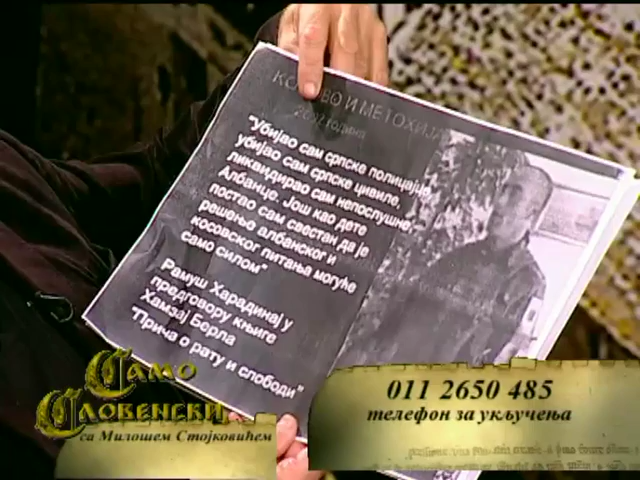 КОСОВО И МЕТОХИЈА
година
"Убијао сам српске полицајце,
убијао сам српске цивиле,
ликвидирао сам непослушне
Албанце. Још као дете
постао сам свестан да је
решење албанског и
косовског питања могуће
само силом"
Рамуш Харадинај у
предговору књиге
Хамзај Берла
"Прича о рату и слободи"
Само
Словенски
са Милошем Стојковићем
011 2650 485
телефон за укључења